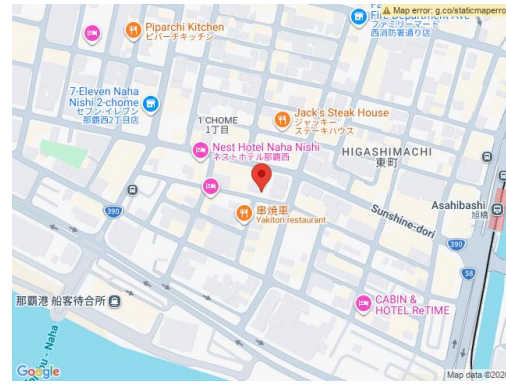 Map error: g.co/staticmaperro
Fire Department Ave
ファミリーマート
西消防署通り店
Piparchi Kitchen
ピパーチキッチン
7-Eleven Naha
Nishi 2-chome
セブン-イレブン
那覇西2丁目店
1 CHOME
1丁目
Jack's Steak House
ジャッキー
ステーキハウス
Nest Hotel Naha Nishi
ネストホテル那覇西
HIGASHIMACHI
東町
Asahibashi
旭橋
390
串焼車
Yakitori restaurant
Sunshine-dori
390
58
那覇港 船客待合所
CABIN &
HOTEL ReTIME
- Naha
Google
Map data ©2026